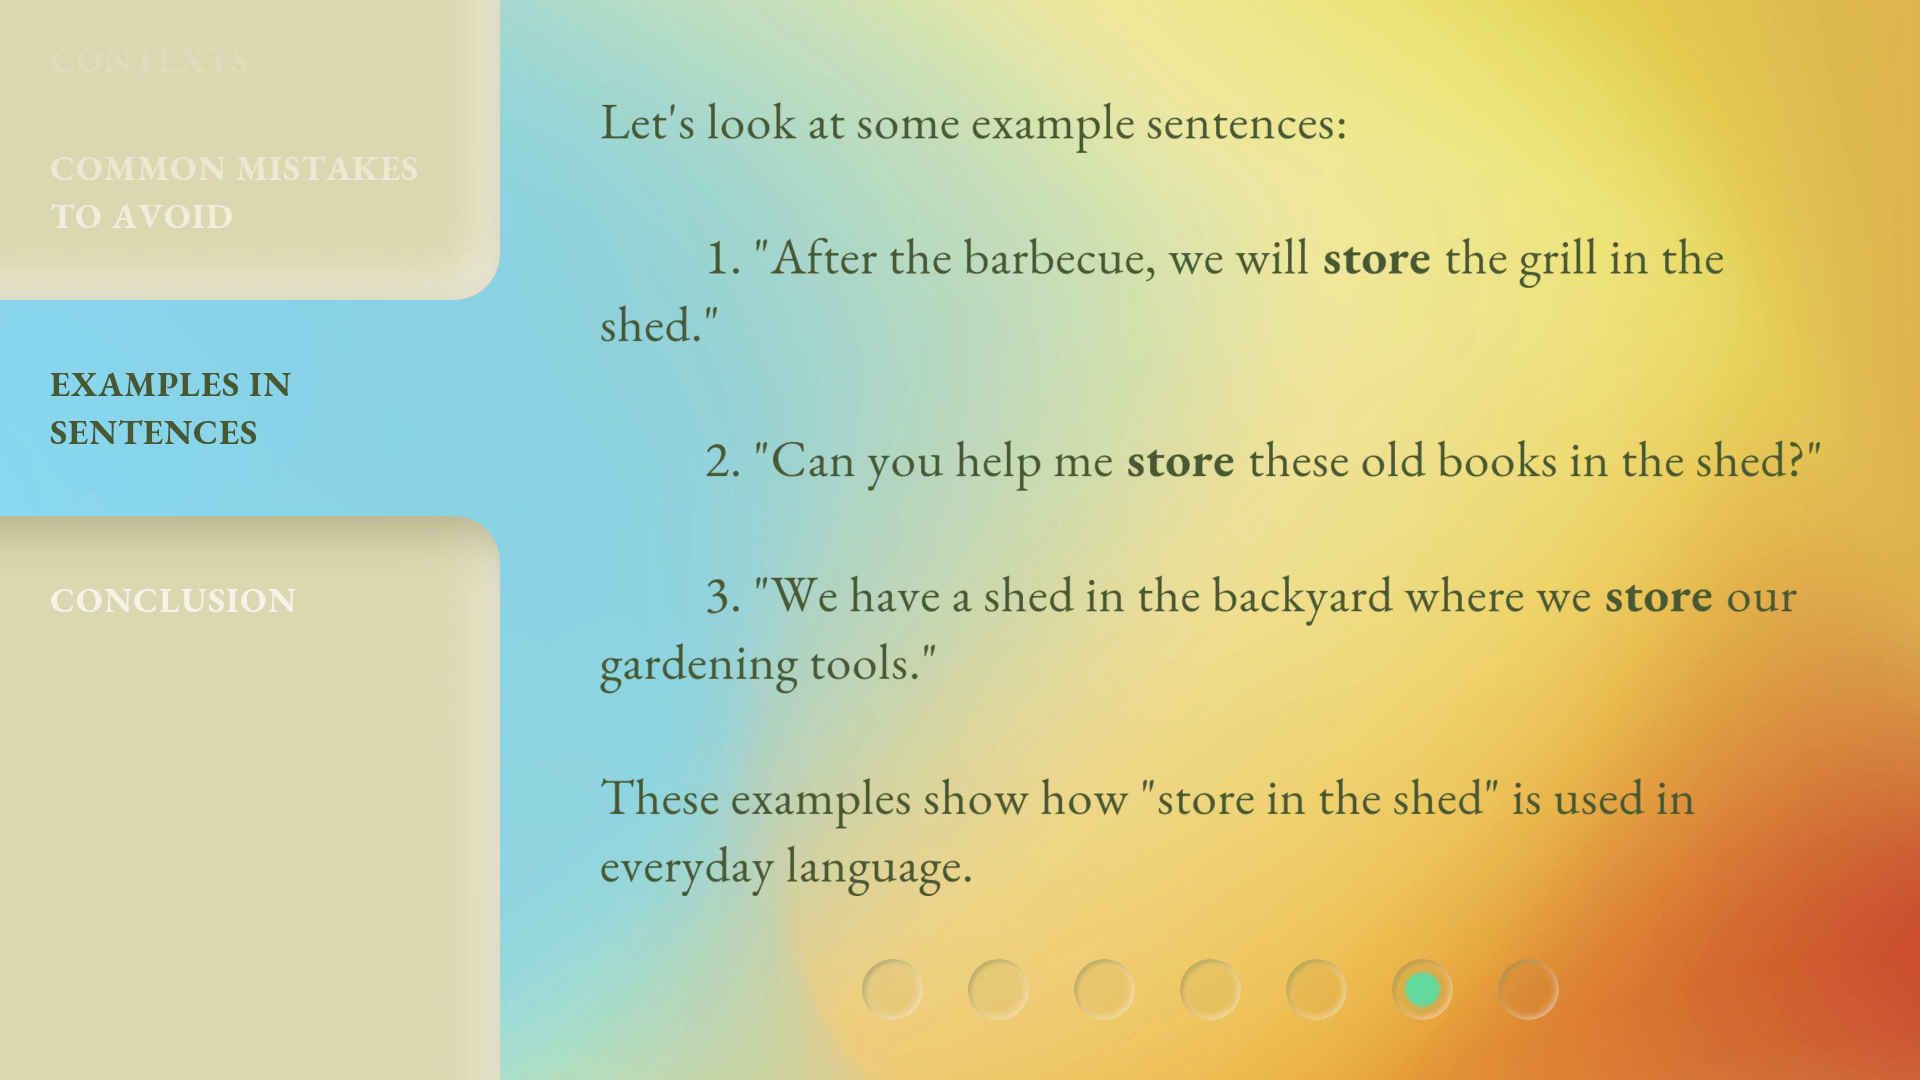 CONTEXTS
COMMON MISTAKES
TO AVOID
EXAMPLES IN
SENTENCES
CONCLUSION
Let's look at some example sentences:
1. "After the barbecue, we will store the grill in the
shed."
2. "Can you help me store these old books in the shed?"
3. "We have a shed in the backyard where we store our
gardening tools."
These examples show how "store in the shed" is used in
everyday language.